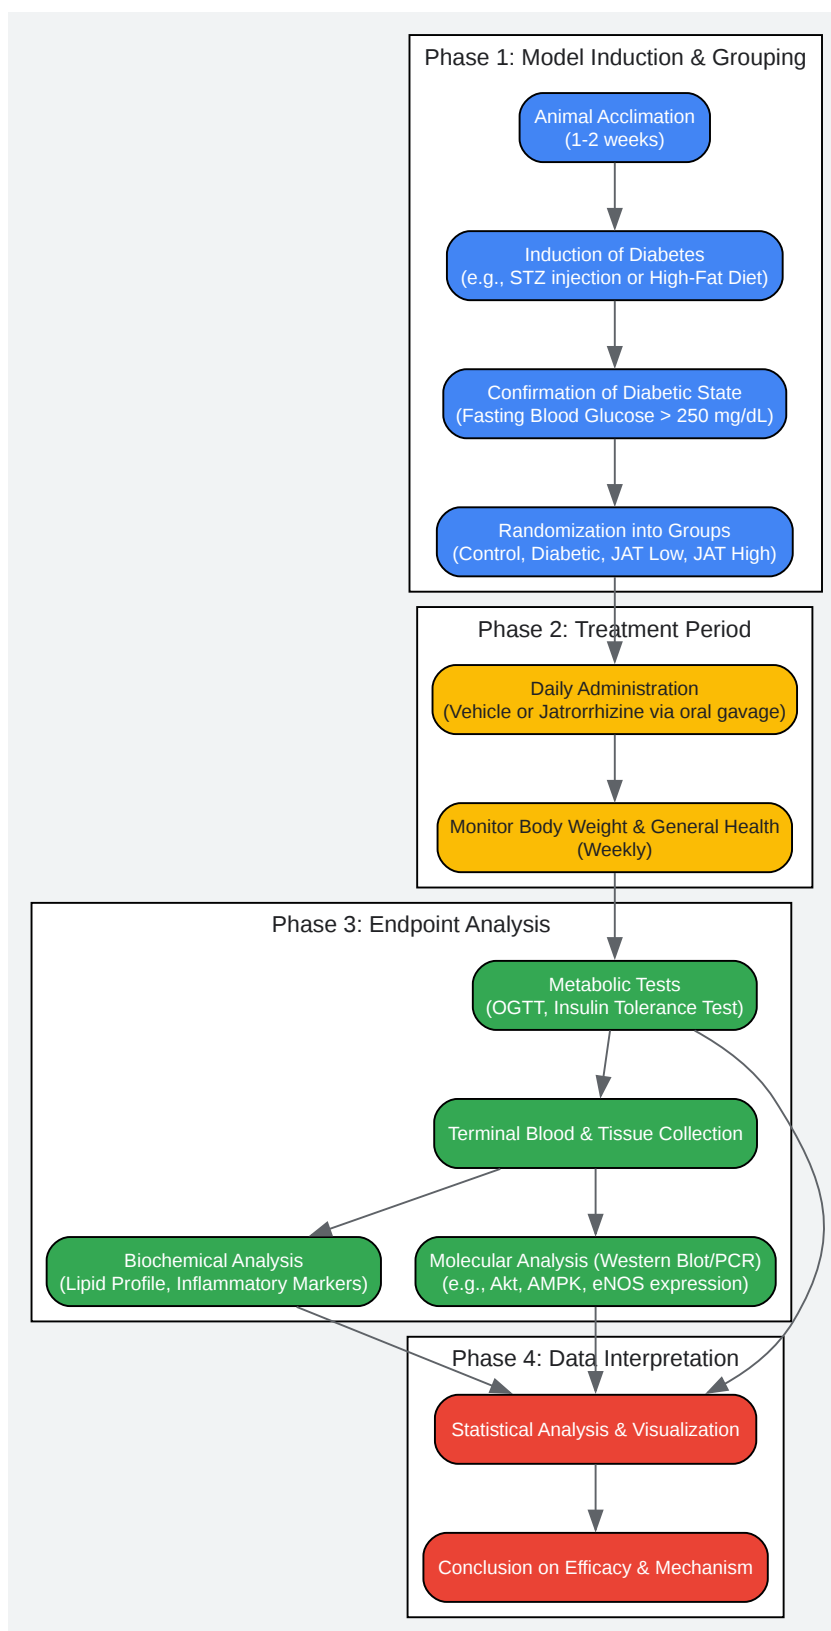 Phase 1: Model Induction & Grouping
Animal Acclimation
(1-2 weeks)
Induction of Diabetes
(e.g., STZ injection or High-Fat Diet)
Confirmation of Diabetic State
(Fasting Blood Glucose > 250 mg/dL)
Randomization into Groups
(Control, Diabetic, JAT Low, JAT High)
Phase 2: Treatment Period
Daily Administration
(Vehicle or Jatrorrhizine via oral gavage)
Monitor Body Weight & General Health
(Weekly)
Phase 3: Endpoint Analysis
Metabolic Tests
(OGTT, Insulin Tolerance Test)
Terminal Blood & Tissue Collection
Biochemical Analysis
(Lipid Profile, Inflammatory Markers)
Molecular Analysis (Western Blot/PCR)
(e.g., Akt, AMPK, eNOS expression)
Phase 4: Data Interpretation
Statistical Analysis & Visualization
Conclusion on Efficacy & Mechanism